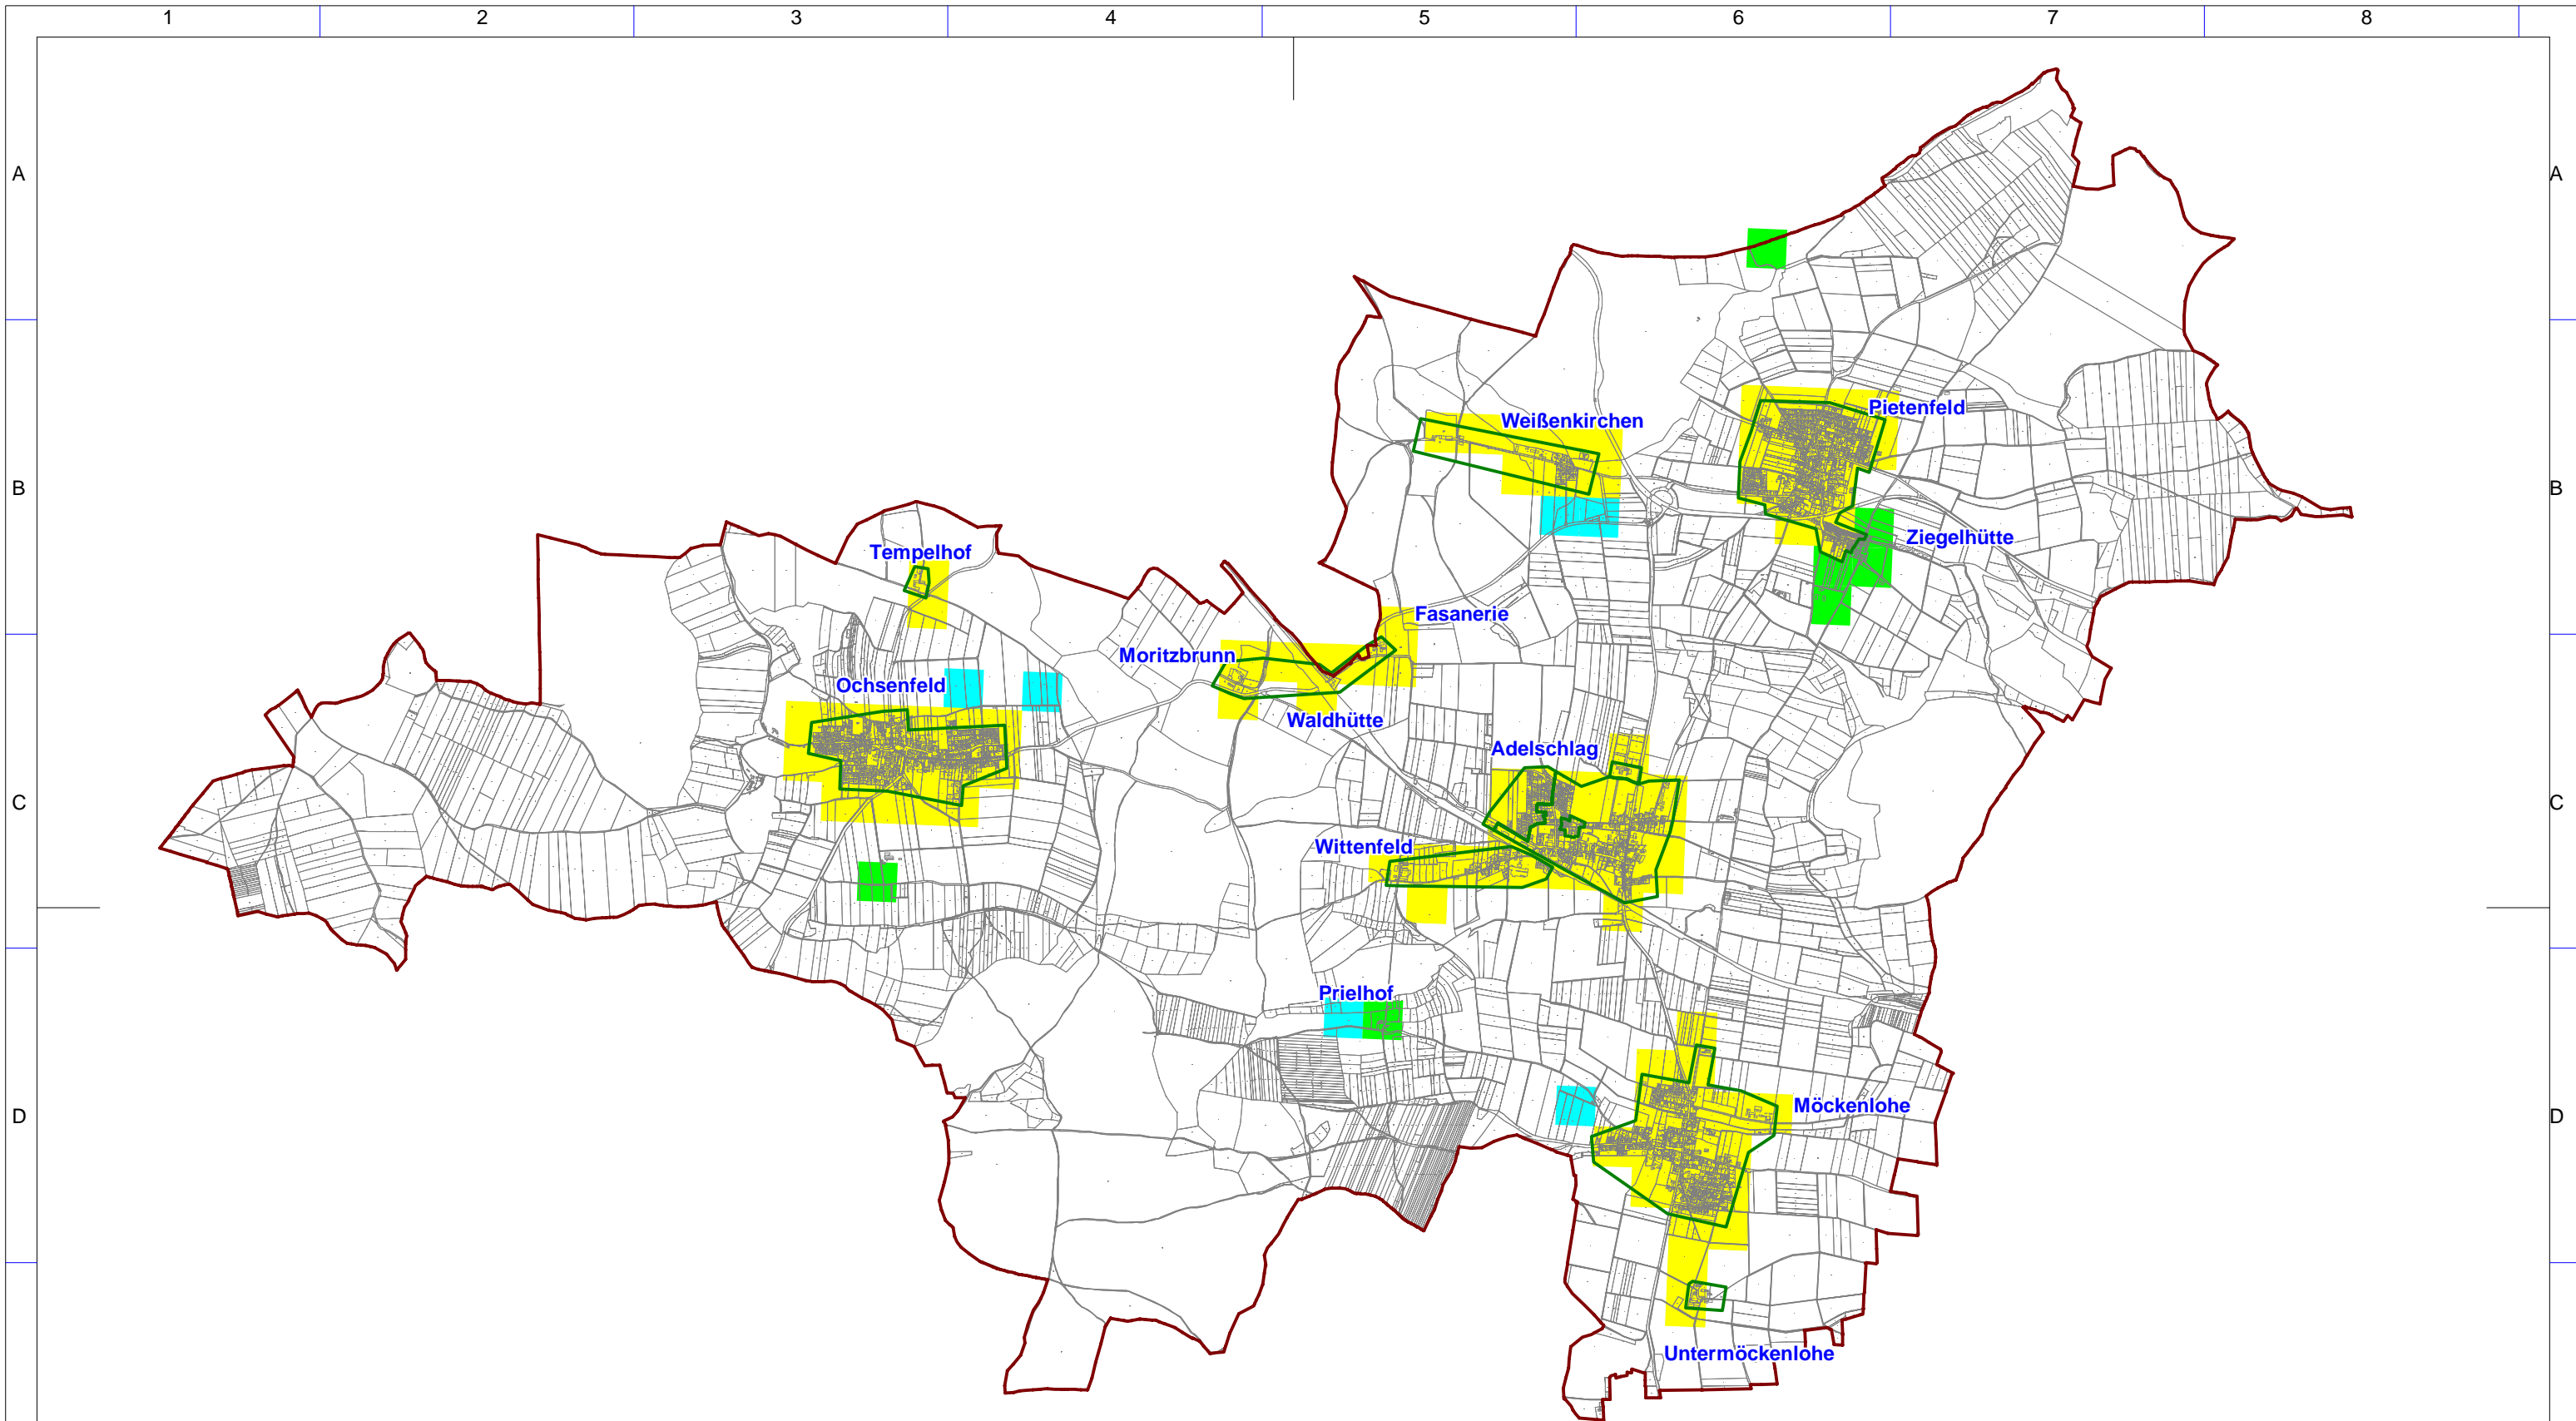 1 2 3 4 5 6 7 8
A A
Weißenkirchen
Pietenfeld
B B
Ziegelhütte
Tempelhof
Fasanerie
Moritzbrunn
Ochsenfeld
Waldhütte
Adelschlag
C C
Wittenfeld
Prielhof
Möckenlohe
D D
Untermöckenlohe